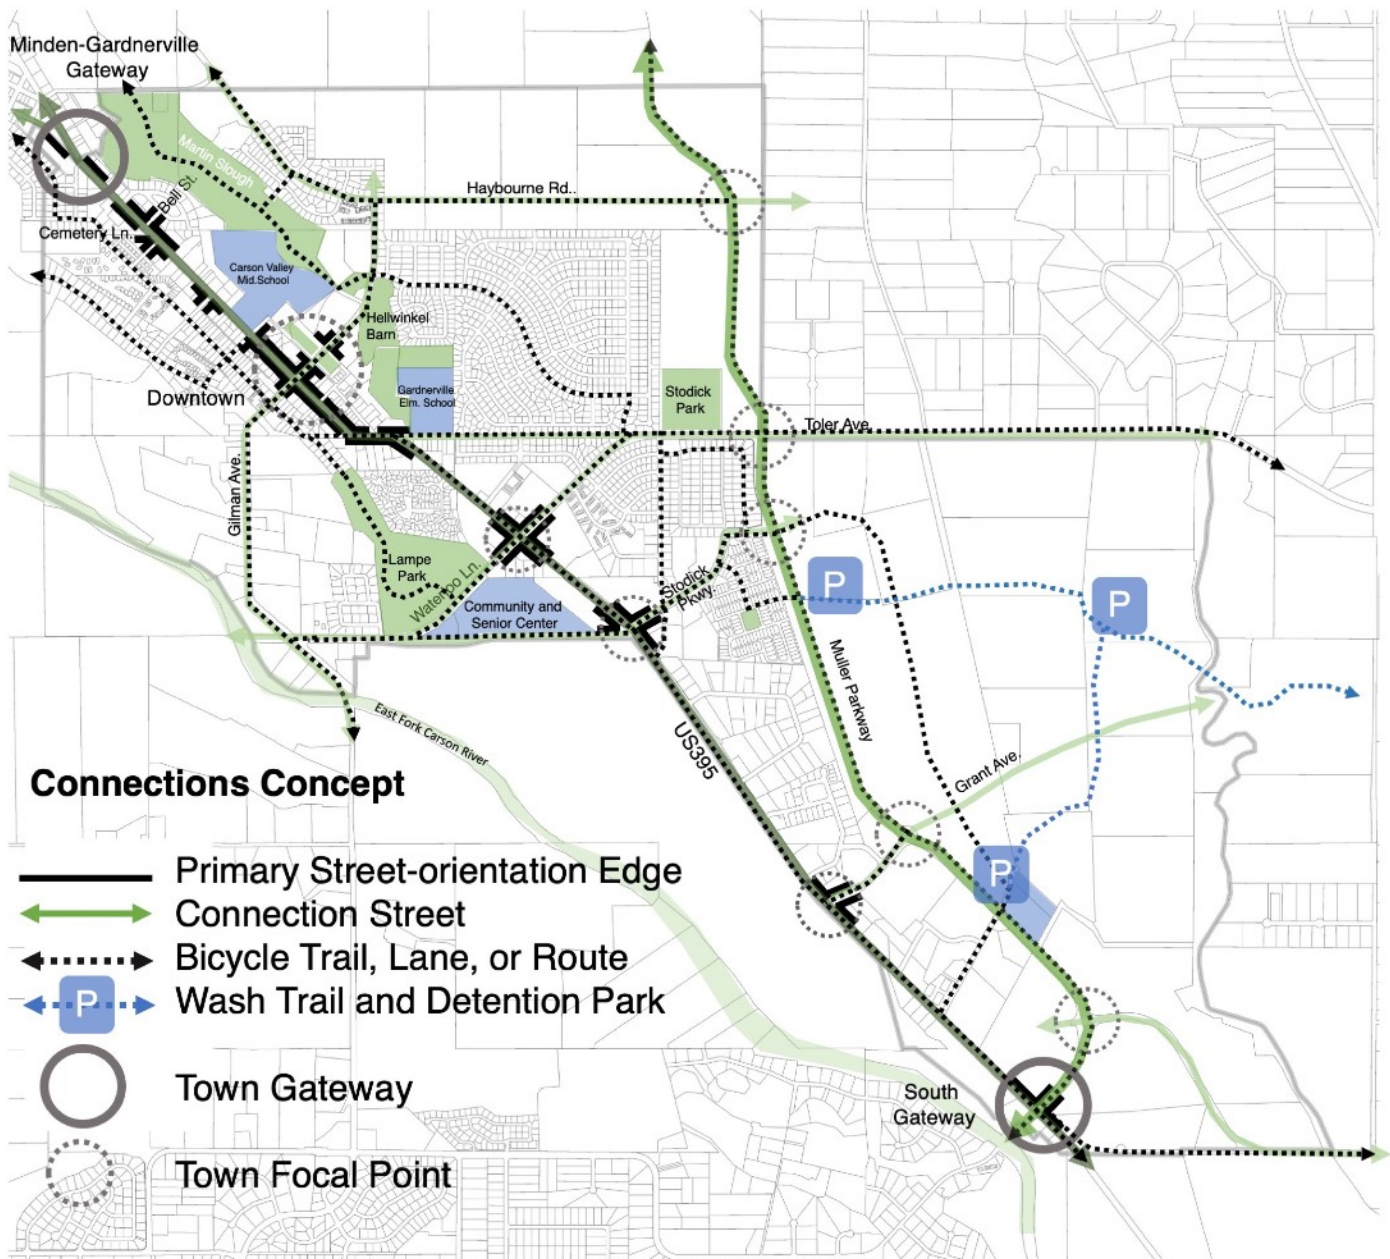 Minden-Gardnerville
Gateway
Martin Slough
Bell St.
Haybourne Rd..
Cemetery Ln.
Carson Valley
Mid.School
Hellwinkel
Barn
Downtown
Gardnerville
Elm. School
Stodick
Park
Toler Ave.
Gilman Ave.
Lampe
Park
Waterloo Ln.
Community and
Senior Center
Stodick
Pkwy.
P
P
Muller Parkway
East Fork Carson River
US395
Grant Ave.
P
Connections Concept
Primary Street-orientation Edge
Connection Street
Bicycle Trail, Lane, or Route
P
Wash Trail and Detention Park
Town Gateway
Town Focal Point
South
Gateway